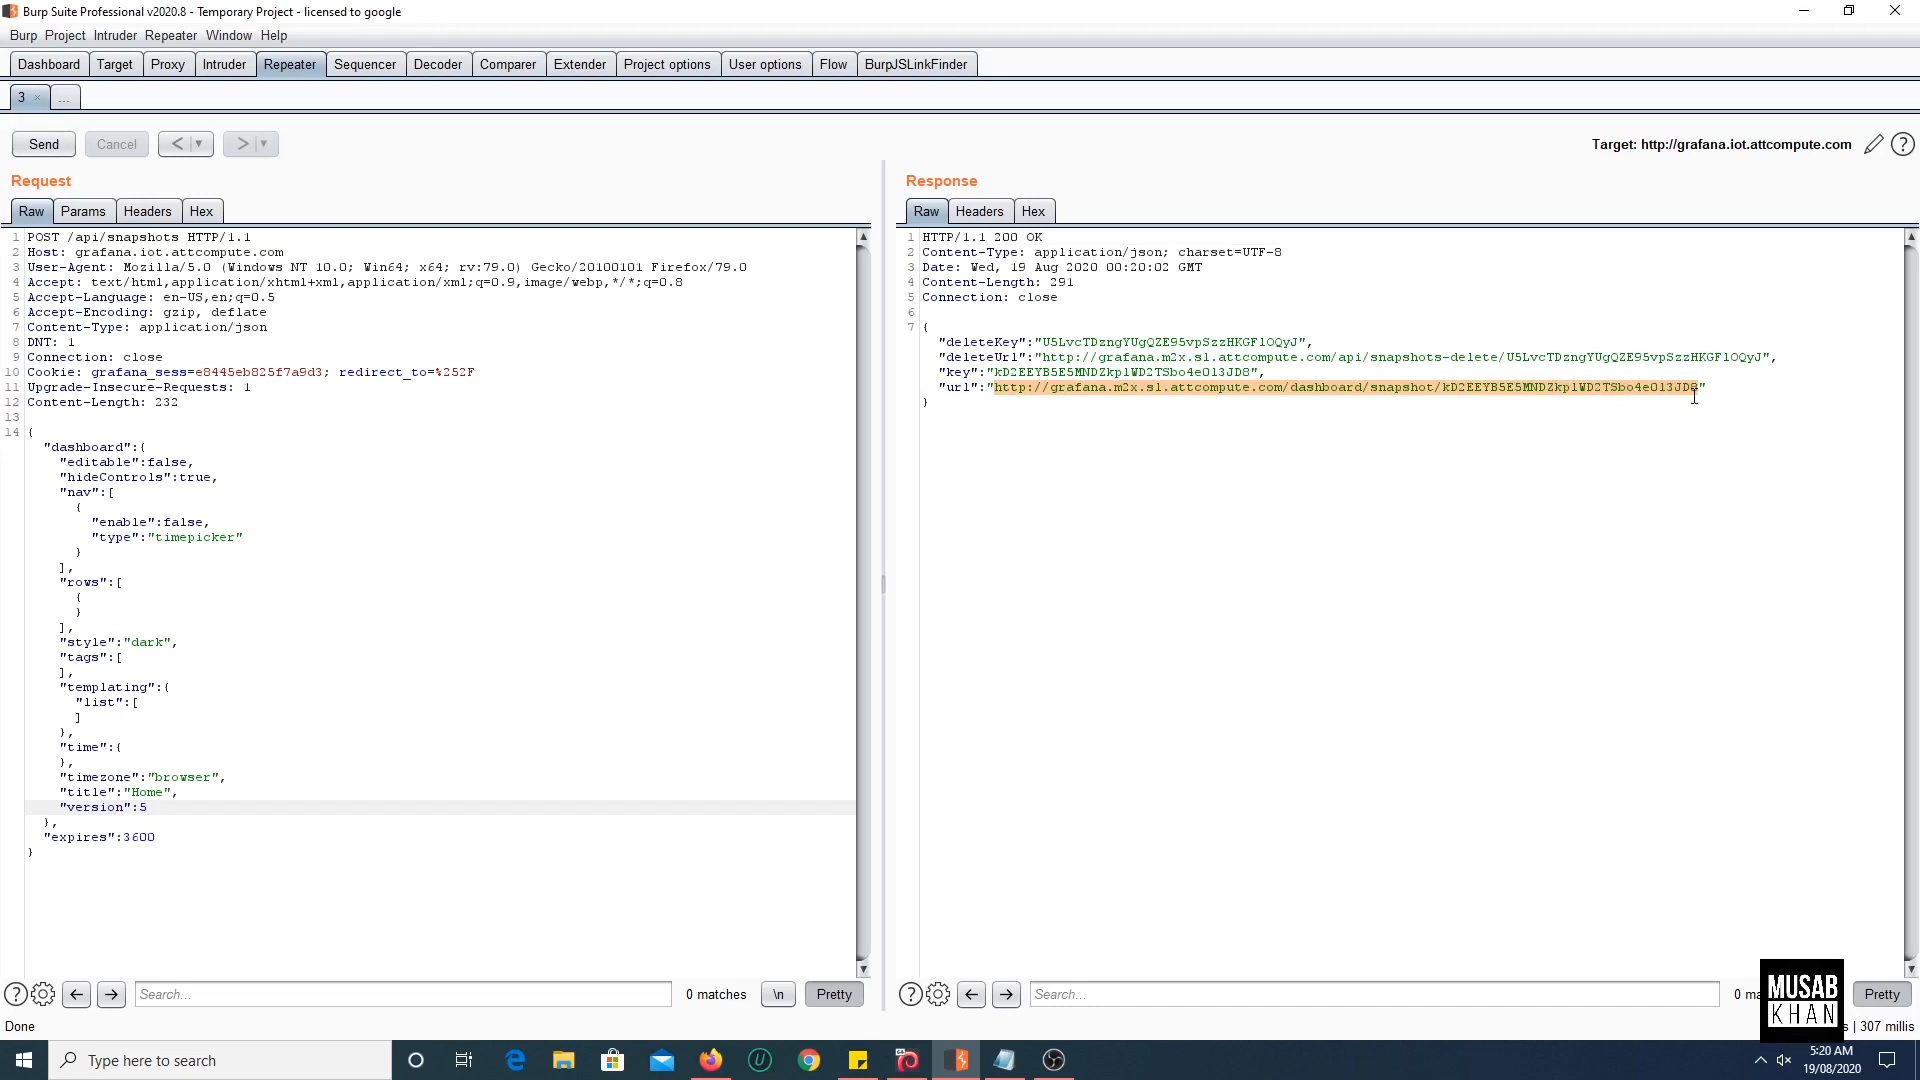 Burp Suite Professional v2020.8 - Temporary Project - licensed to google
Burp Project Intruder Repeater Window Help
Dashboard Target Proxy Intruder Repeater Sequencer Decoder Comparer Extender Project options User options Flow BurpJSLinkFinder
3 × ...
Send Cancel < > Target: http://grafana.iot.attcompute.com
Request
Raw Params Headers Hex
1 POST /api/snapshots HTTP/1.1
2 Host: grafana.iot.attcompute.com
3 User-Agent: Mozilla/5.0 (Windows NT 10.0; Win64; x64; rv:79.0) Gecko/20100101 Firefox/79.0
4 Accept: text/html,application/xhtml+xml,application/xml;q=0.9,image/webp,*/*;q=0.8
5 Accept-Language: en-US,en;q=0.5
6 Accept-Encoding: gzip, deflate
7 Content-Type: application/json
8 DNT: 1
9 Connection: close
10 Cookie: grafana_sess=e8445eb825f7a9d3; redirect_to=%252F
11 Upgrade-Insecure-Requests: 1
12 Content-Length: 232
13
14 {
"dashboard":{
"editable":false,
"hideControls":true,
"nav":[
{
"enable":false,
"type":"timepicker"
}
],
"rows":[
{
}
],
"style":"dark",
"tags":[
],
"templating":{
"list":[
]
},
"time":{
},
"timezone":"browser",
"title":"Home",
"version":5
},
"expires":3600
}
Search... 0 matches \n Pretty
Response
Raw Headers Hex
1 HTTP/1.1 200 OK
2 Content-Type: application/json; charset=UTF-8
3 Date: Wed, 19 Aug 2020 00:20:02 GMT
4 Content-Length: 291
5 Connection: close
6
7 {
"deleteKey":"U5LvcTDzngYUgQZE95vpSzzHKGFlOQyJ",
"deleteUrl":"http://grafana.m2x.sl.attcompute.com/api/snapshots-delete/U5LvcTDzngYUgQZE95vpSzzHKGFlOQyJ",
"key":"kD2EEYB5E5MNDZkplWD2TSbo4e0l3JD8",
"url":"http://grafana.m2x.sl.attcompute.com/dashboard/snapshot/kD2EEYB5E5MNDZkplWD2TSbo4e0l3JD8"
}
Search... 0 Pretty
MUSAB
KHAN
Done
| 307 millis
Type here to search
5:20 AM
19/08/2020